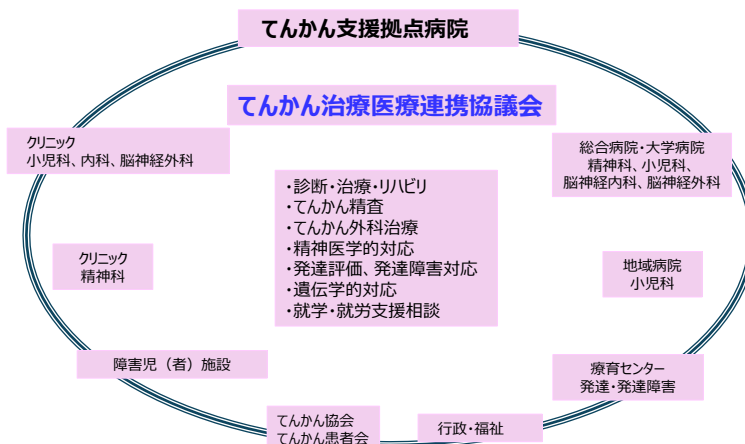 てんかん支援拠点病院
てんかん治療医療連携協議会
クリニック
小児科、内科、脳神経外科
総合病院・大学病院
精神科、小児科、
脳神経内科、脳神経外科
・診断・治療・リハビリ
・てんかん精査
・てんかん外科治療
・精神医学的対応
・発達評価、発達障害対応
・遺伝学的対応
・就学・就労支援相談
クリニック
精神科
地域病院
小児科
障害児（者）施設
療育センター
発達・発達障害
てんかん協会
てんかん患者会
行政・福祉